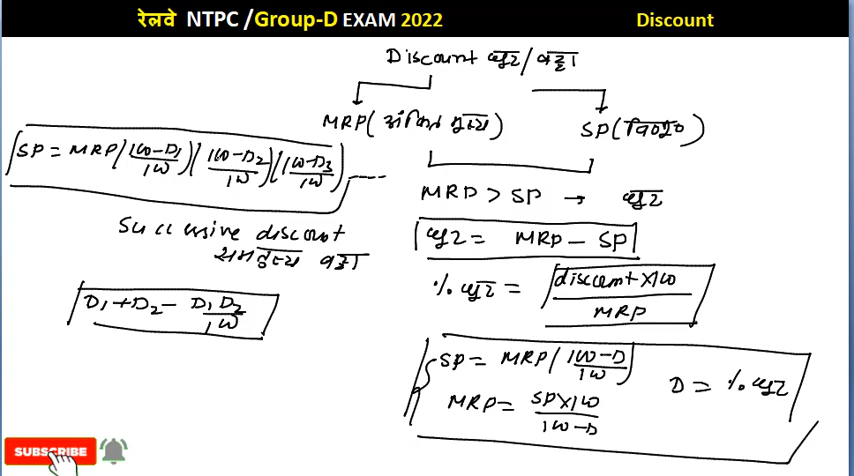 रेलवे NTPC /Group-D EXAM 2022
Discount
Discount छूट/बट्टा
MRP(अंकित मूल्य)
SP(वि०मू०)
SP = MRP(100-D1/100)(100-D2/100)(100-D3/100) ----
MRP > SP → छूट
Successive discount
समतुल्य बट्टा
छूट = MRP - SP
% छूट = discount×100/MRP
D1+D2 - D1D2/100
SP = MRP(100-D/100)
D = % छूट
MRP = SP×100/100-D
SUBSCRIBE